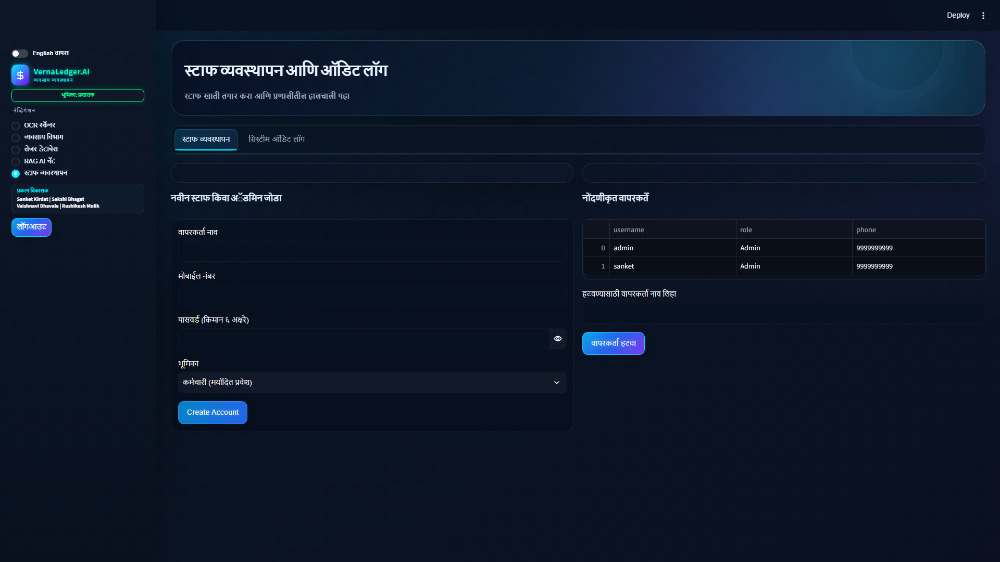 Deploy
English वापरा
$
VernaLedger.AI
व्यवसाय व्यवस्थापन
भूमिका: प्रशासक
नेव्हिगेशन
OCR स्कॅनर
व्यवसाय विभाग
लेजर डेटाबेस
RAG AI चॅट
स्टाफ व्यवस्थापन
प्रकल्प विकासक
Sanket Kirdat | Sakshi Bhagat
Vaishnavi Dhavale | Rushikesh Mulik
लॉगआउट
स्टाफ व्यवस्थापन आणि ऑडिट लॉग
स्टाफ खाती तयार करा आणि प्रणालीतील हालचाली पहा
स्टाफ व्यवस्थापन
सिस्टीम ऑडिट लॉग
नवीन स्टाफ किंवा अॅडमिन जोडा
वापरकर्ता नाव
मोबाईल नंबर
पासवर्ड (किमान ६ अक्षरे)
भूमिका
कर्मचारी (मर्यादित प्रवेश)
Create Account
नोंदणीकृत वापरकर्ते
username role phone
0 admin Admin 9999999999
1 sanket Admin 9999999999
हटवण्यासाठी वापरकर्ता नाव लिहा
वापरकर्ता हटवा